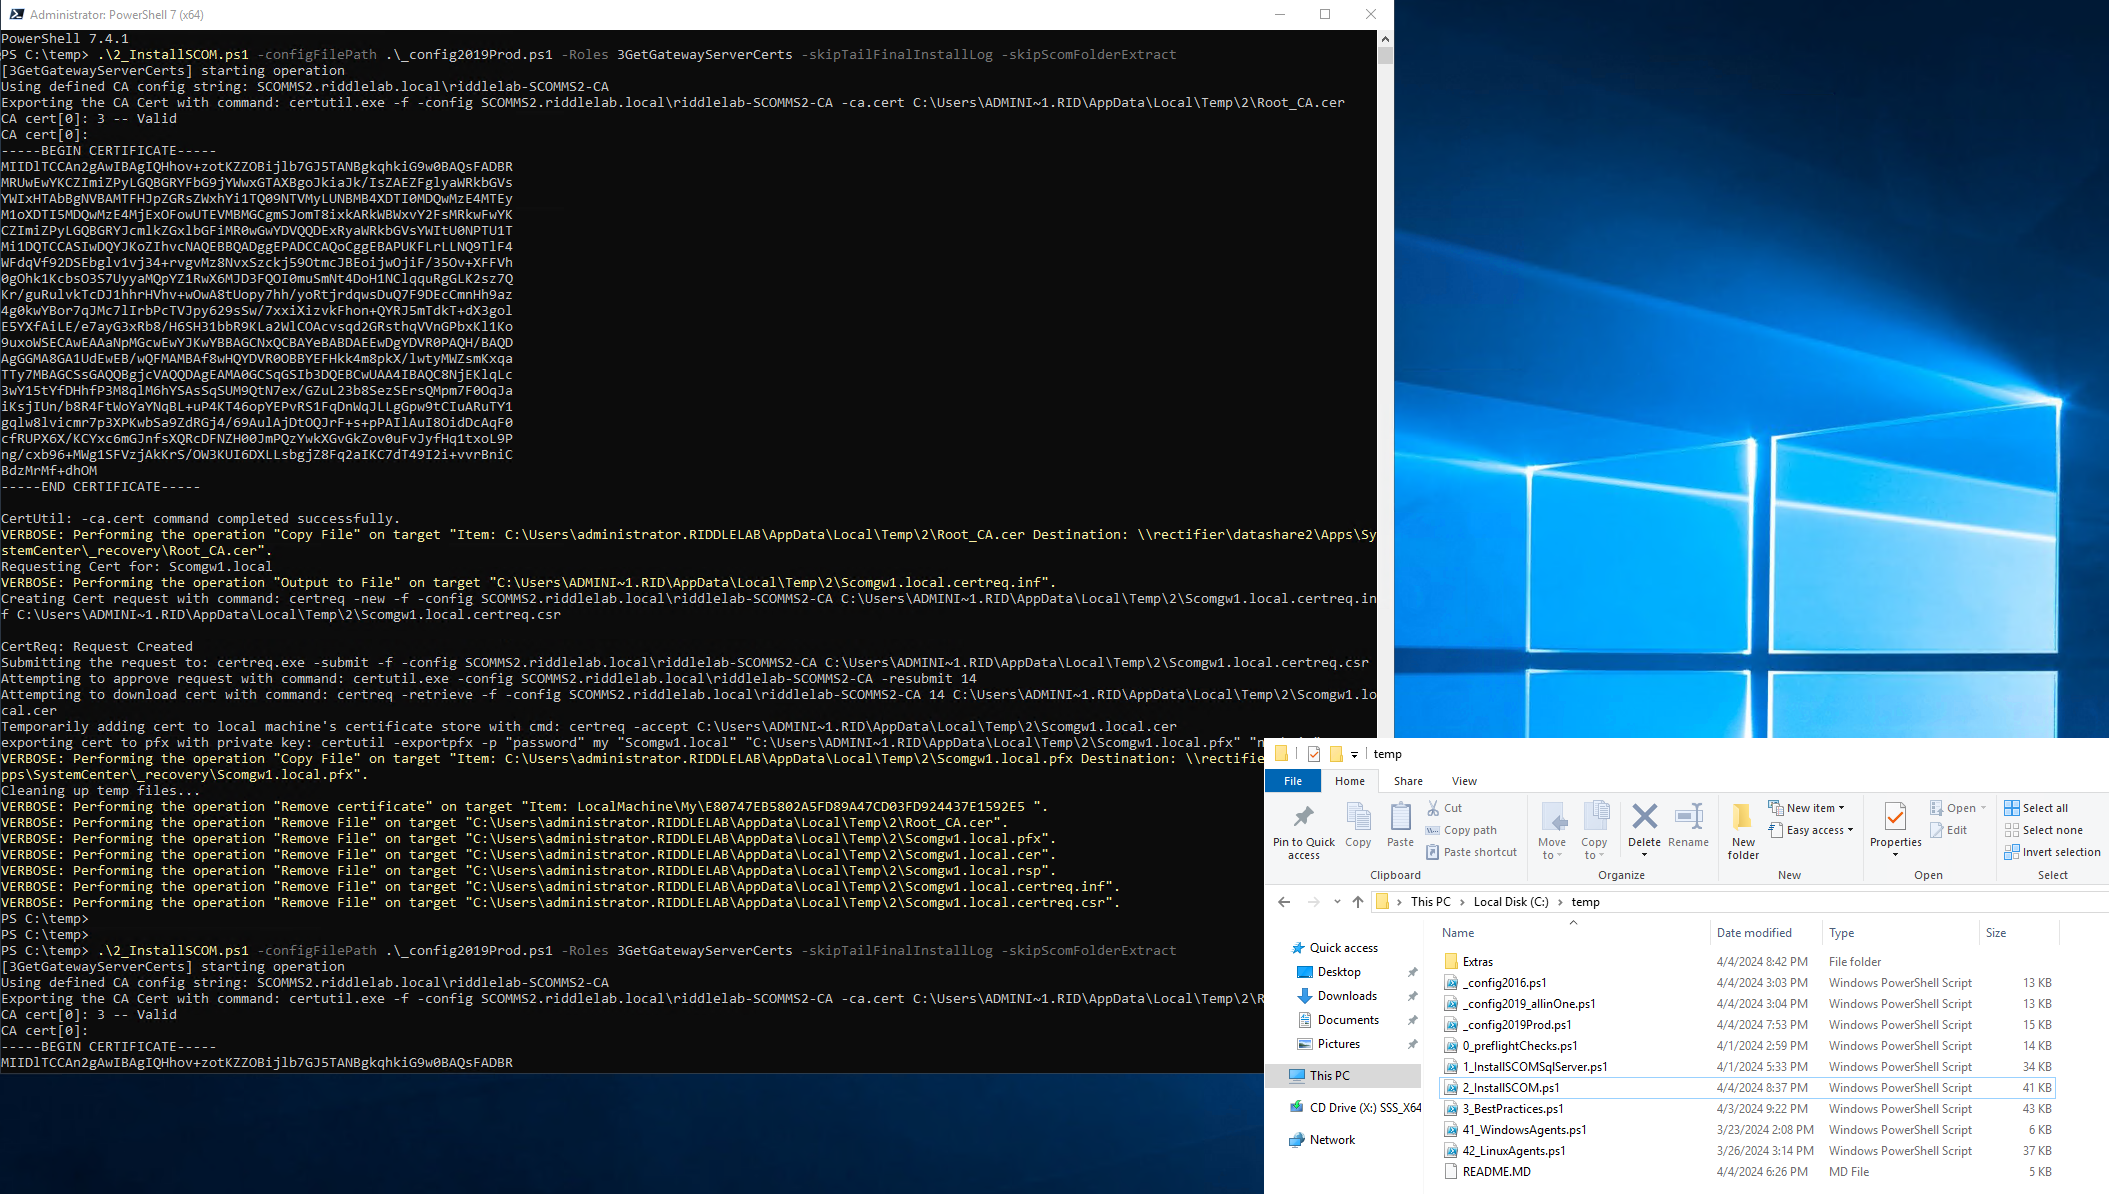 Administrator: PowerShell 7 (x64)
PowerShell 7.4.1
PS C:\temp> .\2_InstallSCOM.ps1 -configFilePath .\_config2019Prod.ps1 -Roles 3GetGatewayServerCerts -skipTailFinalInstallLog -skipScomFolderExtract
[3GetGatewayServerCerts] starting operation
Using defined CA config string: SCOMMS2.riddlelab.local\riddlelab-SCOMMS2-CA
Exporting the CA Cert with command: certutil.exe -f -config SCOMMS2.riddlelab.local\riddlelab-SCOMMS2-CA -ca.cert C:\Users\ADMINI~1.RID\AppData\Local\Temp\2\Root_CA.cer
CA cert[0]: 3 -- Valid
CA cert[0]:
-----BEGIN CERTIFICATE-----
MIIDlTCCAn2gAwIBAgIQHhov+zotKZZOBijlb7GJ5TANBgkqhkiG9w0BAQsFADBR
MRUwEwYKCZImiZPyLGQBGRYFbG9jYWwxGTAXBgoJkiaJk/IsZAEZFglyaWRkbGVs
YWIxHTAbBgNVBAMTFHJpZGRsZWxhYi1TQ09NTVMyLUNBMB4XDTI0MDQwMzE4MTEy
M1oXDTI5MDQwMzE4MjExOFowUTEVMBMGCgmSJomT8ixkARkWBWxvY2FsMRkwFwYK
CZImiZPyLGQBGRYJcmlkZGxlbGFiMR0wGwYDVQQDExRyaWRkbGVsYWItU0NPTU1T
Mi1DQTCCASIwDQYJKoZIhvcNAQEBBQADggEPADCCAQoCggEBAPUKFLrLLNQ9TlF4
WFdqVf92DSEbglv1vj34+rvgvMz8NvxSzckj59OtmcJBEoijwOjiF/35Ov+XFFVh
0gOhk1KcbsO3S7UyyaMQpYZ1RwX6MJD3FQOI0muSmNt4DoH1NClqquRgGLK2sz7Q
Kr/guRulvkTcDJ1hhrHVhv+wOwA8tUopy7hh/yoRtjrdqwsDuQ7F9DEcCmnHh9az
4g0kwYBor7qJMc7lIrbPcTVJpy629sSw/7xxiXizvkFhon+QYRJ5mTdkT+dX3gol
E5YXfAiLE/e7ayG3xRb8/H6SH31bbR9KLa2WlCOAcvsqd2GRsthqVVnGPbxKl1Ko
9uxoWSECAwEAAaNpMGcwEwYJKwYBBAGCNxQCBAYeBABDAEEwDgYDVR0PAQH/BAQD
AgGGMA8GA1UdEwEB/wQFMAMBAf8wHQYDVR0OBBYEFHkk4m8pkX/lwtyMWZsmKxqa
TTy7MBAGCSsGAQQBgjcVAQQDAgEAMA0GCSqGSIb3DQEBCwUAA4IBAQC8NjEKlqLc
3wY15tYfDHhfP3M8qlM6hYSAsSqSUM9QtN7ex/GZuL23b8SezSErsQMpm7F0OqJa
iKsjIUn/b8R4FtWoYaYNqBL+uP4KT46opYEPvRS1FqDnWqJLLgGpw9tCIuARuTY1
gqlw8lvicmr7p3XPKwbSa9ZdRGj4/69AulAjDtOQJrF+s+pPAIlAuI8OidDcAqF0
cfRUPX6X/KCYxc6mGJnfsXQRcDFNZH00JmPQzYwkXGvGkZov0uFvJyfHq1txoL9P
ng/cxb96+MWg1SFVzjAkKrS/OW3KUI6DXLLsbgjZ8Fq2aIKC7dT49I2i+vvrBniC
BdzMrMf+dhOM
-----END CERTIFICATE-----
CertUtil: -ca.cert command completed successfully.
VERBOSE: Performing the operation "Copy File" on target "Item: C:\Users\administrator.RIDDLELAB\AppData\Local\Temp\2\Root_CA.cer Destination: \\rectifier\datashare2\Apps\Sy
stemCenter\_recovery\Root_CA.cer".
Requesting Cert for: Scomgw1.local
VERBOSE: Performing the operation "Output to File" on target "C:\Users\ADMINI~1.RID\AppData\Local\Temp\2\Scomgw1.local.certreq.inf".
Creating Cert request with command: certreq -new -f -config SCOMMS2.riddlelab.local\riddlelab-SCOMMS2-CA C:\Users\ADMINI~1.RID\AppData\Local\Temp\2\Scomgw1.local.certreq.in
f C:\Users\ADMINI~1.RID\AppData\Local\Temp\2\Scomgw1.local.certreq.csr
CertReq: Request Created
Submitting the request to: certreq.exe -submit -f -config SCOMMS2.riddlelab.local\riddlelab-SCOMMS2-CA C:\Users\ADMINI~1.RID\AppData\Local\Temp\2\Scomgw1.local.certreq.csr
Attempting to approve request with command: certutil.exe -config SCOMMS2.riddlelab.local\riddlelab-SCOMMS2-CA -resubmit 14
Attempting to download cert with command: certreq -retrieve -f -config SCOMMS2.riddlelab.local\riddlelab-SCOMMS2-CA 14 C:\Users\ADMINI~1.RID\AppData\Local\Temp\2\Scomgw1.lo
cal.cer
Temporarily adding cert to local machine's certificate store with cmd: certreq -accept C:\Users\ADMINI~1.RID\AppData\Local\Temp\2\Scomgw1.local.cer
exporting cert to pfx with private key: certutil -exportpfx -p "password" my "Scomgw1.local" "C:\Users\ADMINI~1.RID\AppData\Local\Temp\2\Scomgw1.local.pfx"
VERBOSE: Performing the operation "Copy File" on target "Item: C:\Users\administrator.RIDDLELAB\AppData\Local\Temp\2\Scomgw1.local.pfx Destination: \\rectifie
pps\SystemCenter\_recovery\Scomgw1.local.pfx".
Cleaning up temp files...
VERBOSE: Performing the operation "Remove certificate" on target "Item: LocalMachine\My\E80747EB5802A5FD89A47CD03FD924437E1592E5 ".
VERBOSE: Performing the operation "Remove File" on target "C:\Users\administrator.RIDDLELAB\AppData\Local\Temp\2\Root_CA.cer".
VERBOSE: Performing the operation "Remove File" on target "C:\Users\administrator.RIDDLELAB\AppData\Local\Temp\2\Scomgw1.local.pfx".
VERBOSE: Performing the operation "Remove File" on target "C:\Users\administrator.RIDDLELAB\AppData\Local\Temp\2\Scomgw1.local.cer".
VERBOSE: Performing the operation "Remove File" on target "C:\Users\administrator.RIDDLELAB\AppData\Local\Temp\2\Scomgw1.local.rsp".
VERBOSE: Performing the operation "Remove File" on target "C:\Users\administrator.RIDDLELAB\AppData\Local\Temp\2\Scomgw1.local.certreq.inf".
VERBOSE: Performing the operation "Remove File" on target "C:\Users\administrator.RIDDLELAB\AppData\Local\Temp\2\Scomgw1.local.certreq.csr".
PS C:\temp>
PS C:\temp>
PS C:\temp> .\2_InstallSCOM.ps1 -configFilePath .\_config2019Prod.ps1 -Roles 3GetGatewayServerCerts -skipTailFinalInstallLog -skipScomFolderExtract
[3GetGatewayServerCerts] starting operation
Using defined CA config string: SCOMMS2.riddlelab.local\riddlelab-SCOMMS2-CA
Exporting the CA Cert with command: certutil.exe -f -config SCOMMS2.riddlelab.local\riddlelab-SCOMMS2-CA -ca.cert C:\Users\ADMINI~1.RID\AppData\Local\Temp\2\R
CA cert[0]: 3 -- Valid
CA cert[0]:
-----BEGIN CERTIFICATE-----
MIIDlTCCAn2gAwIBAgIQHhov+zotKZZOBijlb7GJ5TANBgkqhkiG9w0BAQsFADBR
temp
File Home Share View
Pin to Quick access
Copy
Paste
Cut
Copy path
Paste shortcut
Clipboard
Move to
Copy to
Delete
Rename
Organize
New folder
New item
Easy access
New
Properties
Open
Edit
Open
Select all
Select none
Invert selection
Select
This PC > Local Disk (C:) > temp
Quick access
Desktop
Downloads
Documents
Pictures
This PC
CD Drive (X:) SSS_X64
Network
Name Date modified Type Size
Extras 4/4/2024 8:42 PM File folder
_config2016.ps1 4/4/2024 3:03 PM Windows PowerShell Script 13 KB
_config2019_allinOne.ps1 4/4/2024 3:04 PM Windows PowerShell Script 13 KB
_config2019Prod.ps1 4/4/2024 7:53 PM Windows PowerShell Script 15 KB
0_preflightChecks.ps1 4/1/2024 2:59 PM Windows PowerShell Script 14 KB
1_InstallSCOMSqlServer.ps1 4/1/2024 5:33 PM Windows PowerShell Script 34 KB
2_InstallSCOM.ps1 4/4/2024 8:37 PM Windows PowerShell Script 41 KB
3_BestPractices.ps1 4/3/2024 9:22 PM Windows PowerShell Script 43 KB
41_WindowsAgents.ps1 3/23/2024 2:08 PM Windows PowerShell Script 6 KB
42_LinuxAgents.ps1 3/26/2024 3:14 PM Windows PowerShell Script 37 KB
README.MD 4/4/2024 6:26 PM MD File 5 KB